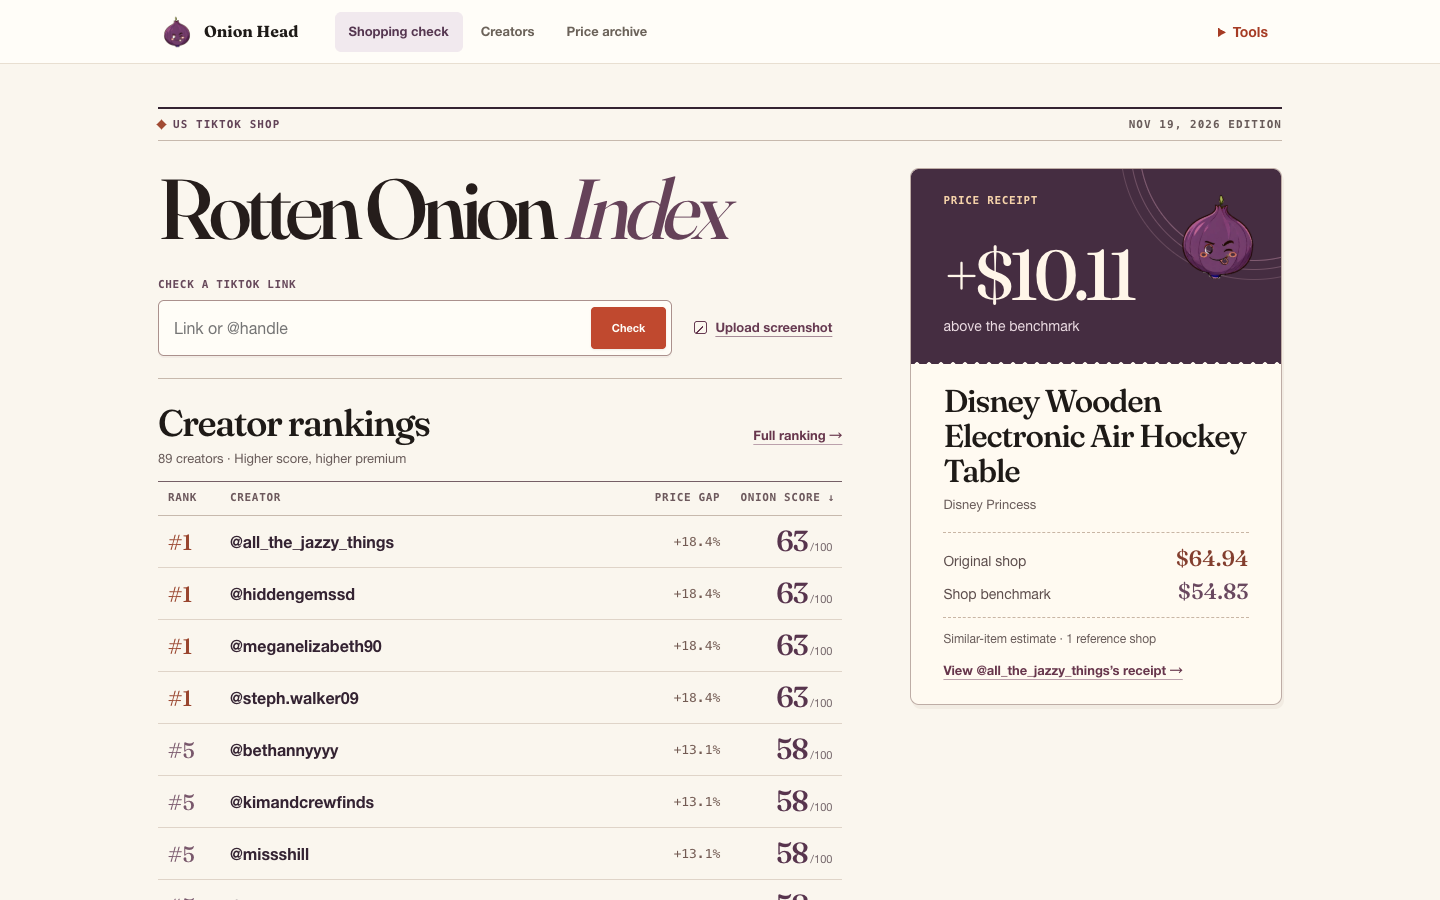 Onion Head
Shopping check
Creators
Price archive
Tools
US TIKTOK SHOP
NOV 19, 2026 EDITION
Rotten Onion Index
CHECK A TIKTOK LINK
Link or @handle
Check
Upload screenshot
Creator rankings
89 creators · Higher score, higher premium
Full ranking →
RANK CREATOR PRICE GAP ONION SCORE ↓
#1 @all_the_jazzy_things +18.4% 63/100
#1 @hiddengemssd +18.4% 63/100
#1 @meganelizabeth90 +18.4% 63/100
#1 @steph.walker09 +18.4% 63/100
#5 @bethannyyyy +13.1% 58/100
#5 @kimandcrewfinds +13.1% 58/100
#5 @missshill +13.1% 58/100
PRICE RECEIPT
+$10.11
above the benchmark
Disney Wooden
Electronic Air Hockey
Table
Disney Princess
Original shop $64.94
Shop benchmark $54.83
Similar-item estimate · 1 reference shop
View @all_the_jazzy_things’s receipt →